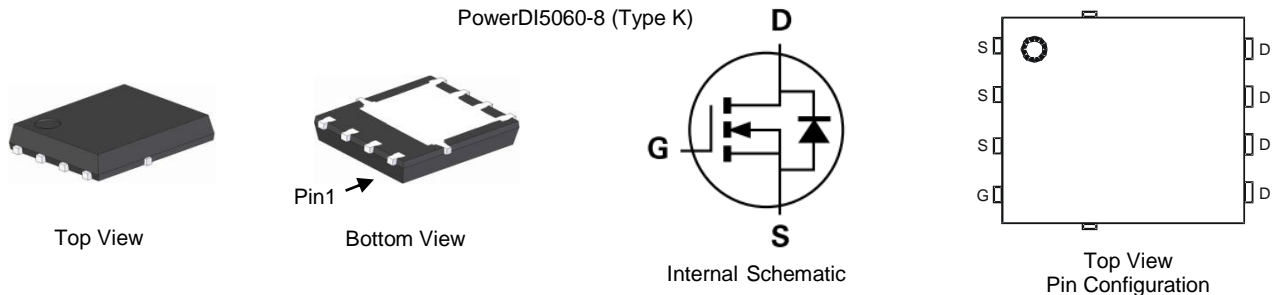 PowerDI5060-8 (Type K)
Pin1
Top View
Bottom View
D
G
S
Internal Schematic
S D
S D
S D
G D
Top View
Pin Configuration